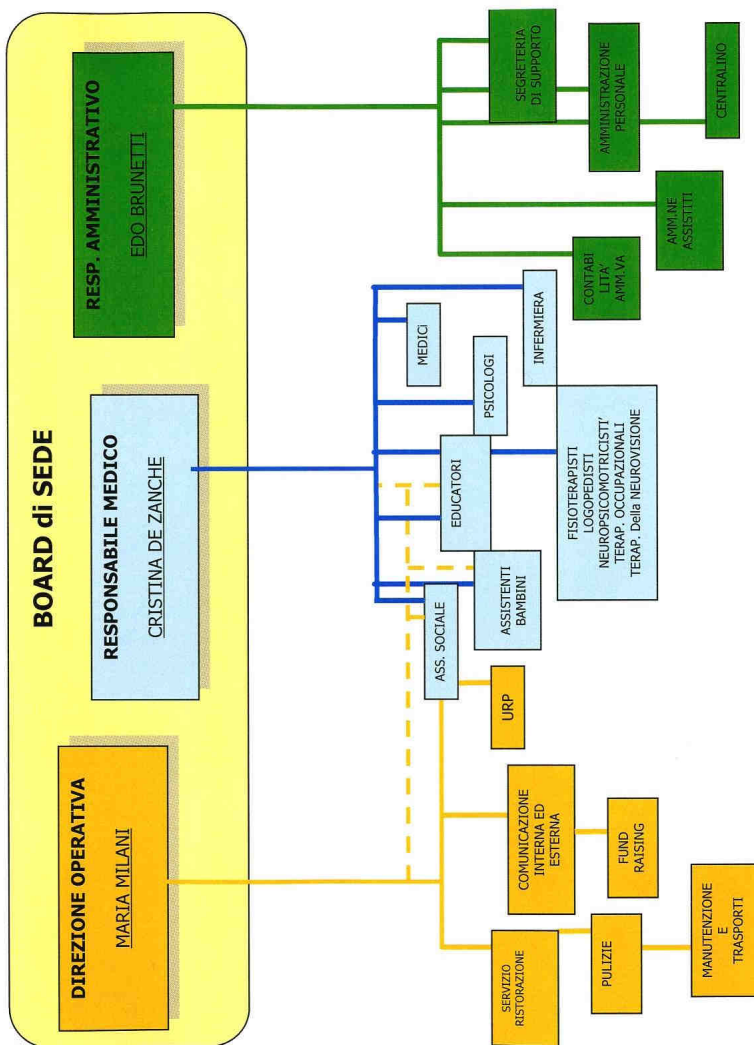 BOARD di SEDE
DIREZIONE OPERATIVA
MARIA MILANI
RESPONSABILE MEDICO
CRISTINA DE ZANCHE
RESP. AMMINISTRATIVO
EDO BRUNETTI
SERVIZIO
RISTORAZIONE
PULIZIE
MANUTENZIONE
E
TRASPORTI
COMUNICAZIONE
INTERNA ED
ESTERNA
FUND
RAISING
URP
ASS. SOCIALE
ASSISTENTI
BAMBINI
EDUCATORI
PSICOLOGI
MEDICi
INFERMIERA
FISIOTERAPISTI
LOGOPEDISTI
NEUROPSICOMOTRICISTI'
TERAP. OCCUPAZIONALI
TERAP. Della NEUROVISIONE
CONTABI
LITA'
AMM.VA
AMM.NE
ASSISTITI
SEGRETERIA
DI SUPPORTO
AMMINISTRAZIONE
PERSONALE
CENTRALINO